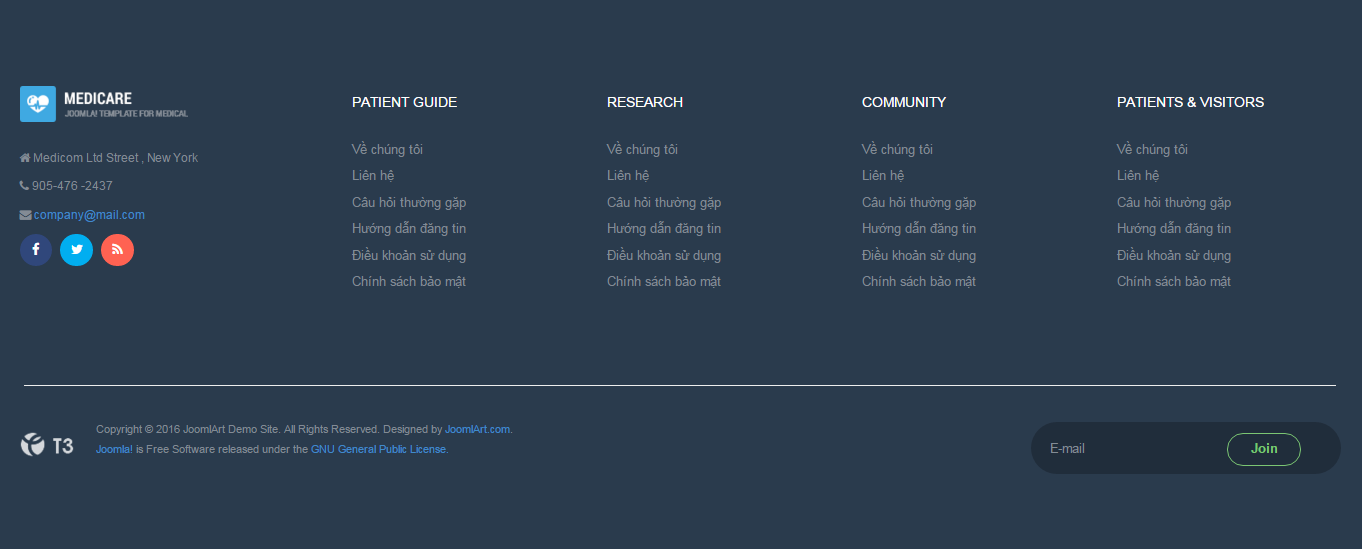 MEDICARE
JOOMLA! TEMPLATE FOR MEDICAL
Medicom Ltd Street , New York
905-476 -2437
company@mail.com
PATIENT GUIDE
Về chúng tôi
Liên hệ
Câu hỏi thường gặp
Hướng dẫn đăng tin
Điều khoản sử dụng
Chính sách bảo mật
RESEARCH
Về chúng tôi
Liên hệ
Câu hỏi thường gặp
Hướng dẫn đăng tin
Điều khoản sử dụng
Chính sách bảo mật
COMMUNITY
Về chúng tôi
Liên hệ
Câu hỏi thường gặp
Hướng dẫn đăng tin
Điều khoản sử dụng
Chính sách bảo mật
PATIENTS & VISITORS
Về chúng tôi
Liên hệ
Câu hỏi thường gặp
Hướng dẫn đăng tin
Điều khoản sử dụng
Chính sách bảo mật
T3
Copyright © 2016 JoomlArt Demo Site. All Rights Reserved. Designed by JoomlArt.com.
Joomla! is Free Software released under the GNU General Public License.
E-mail
Join